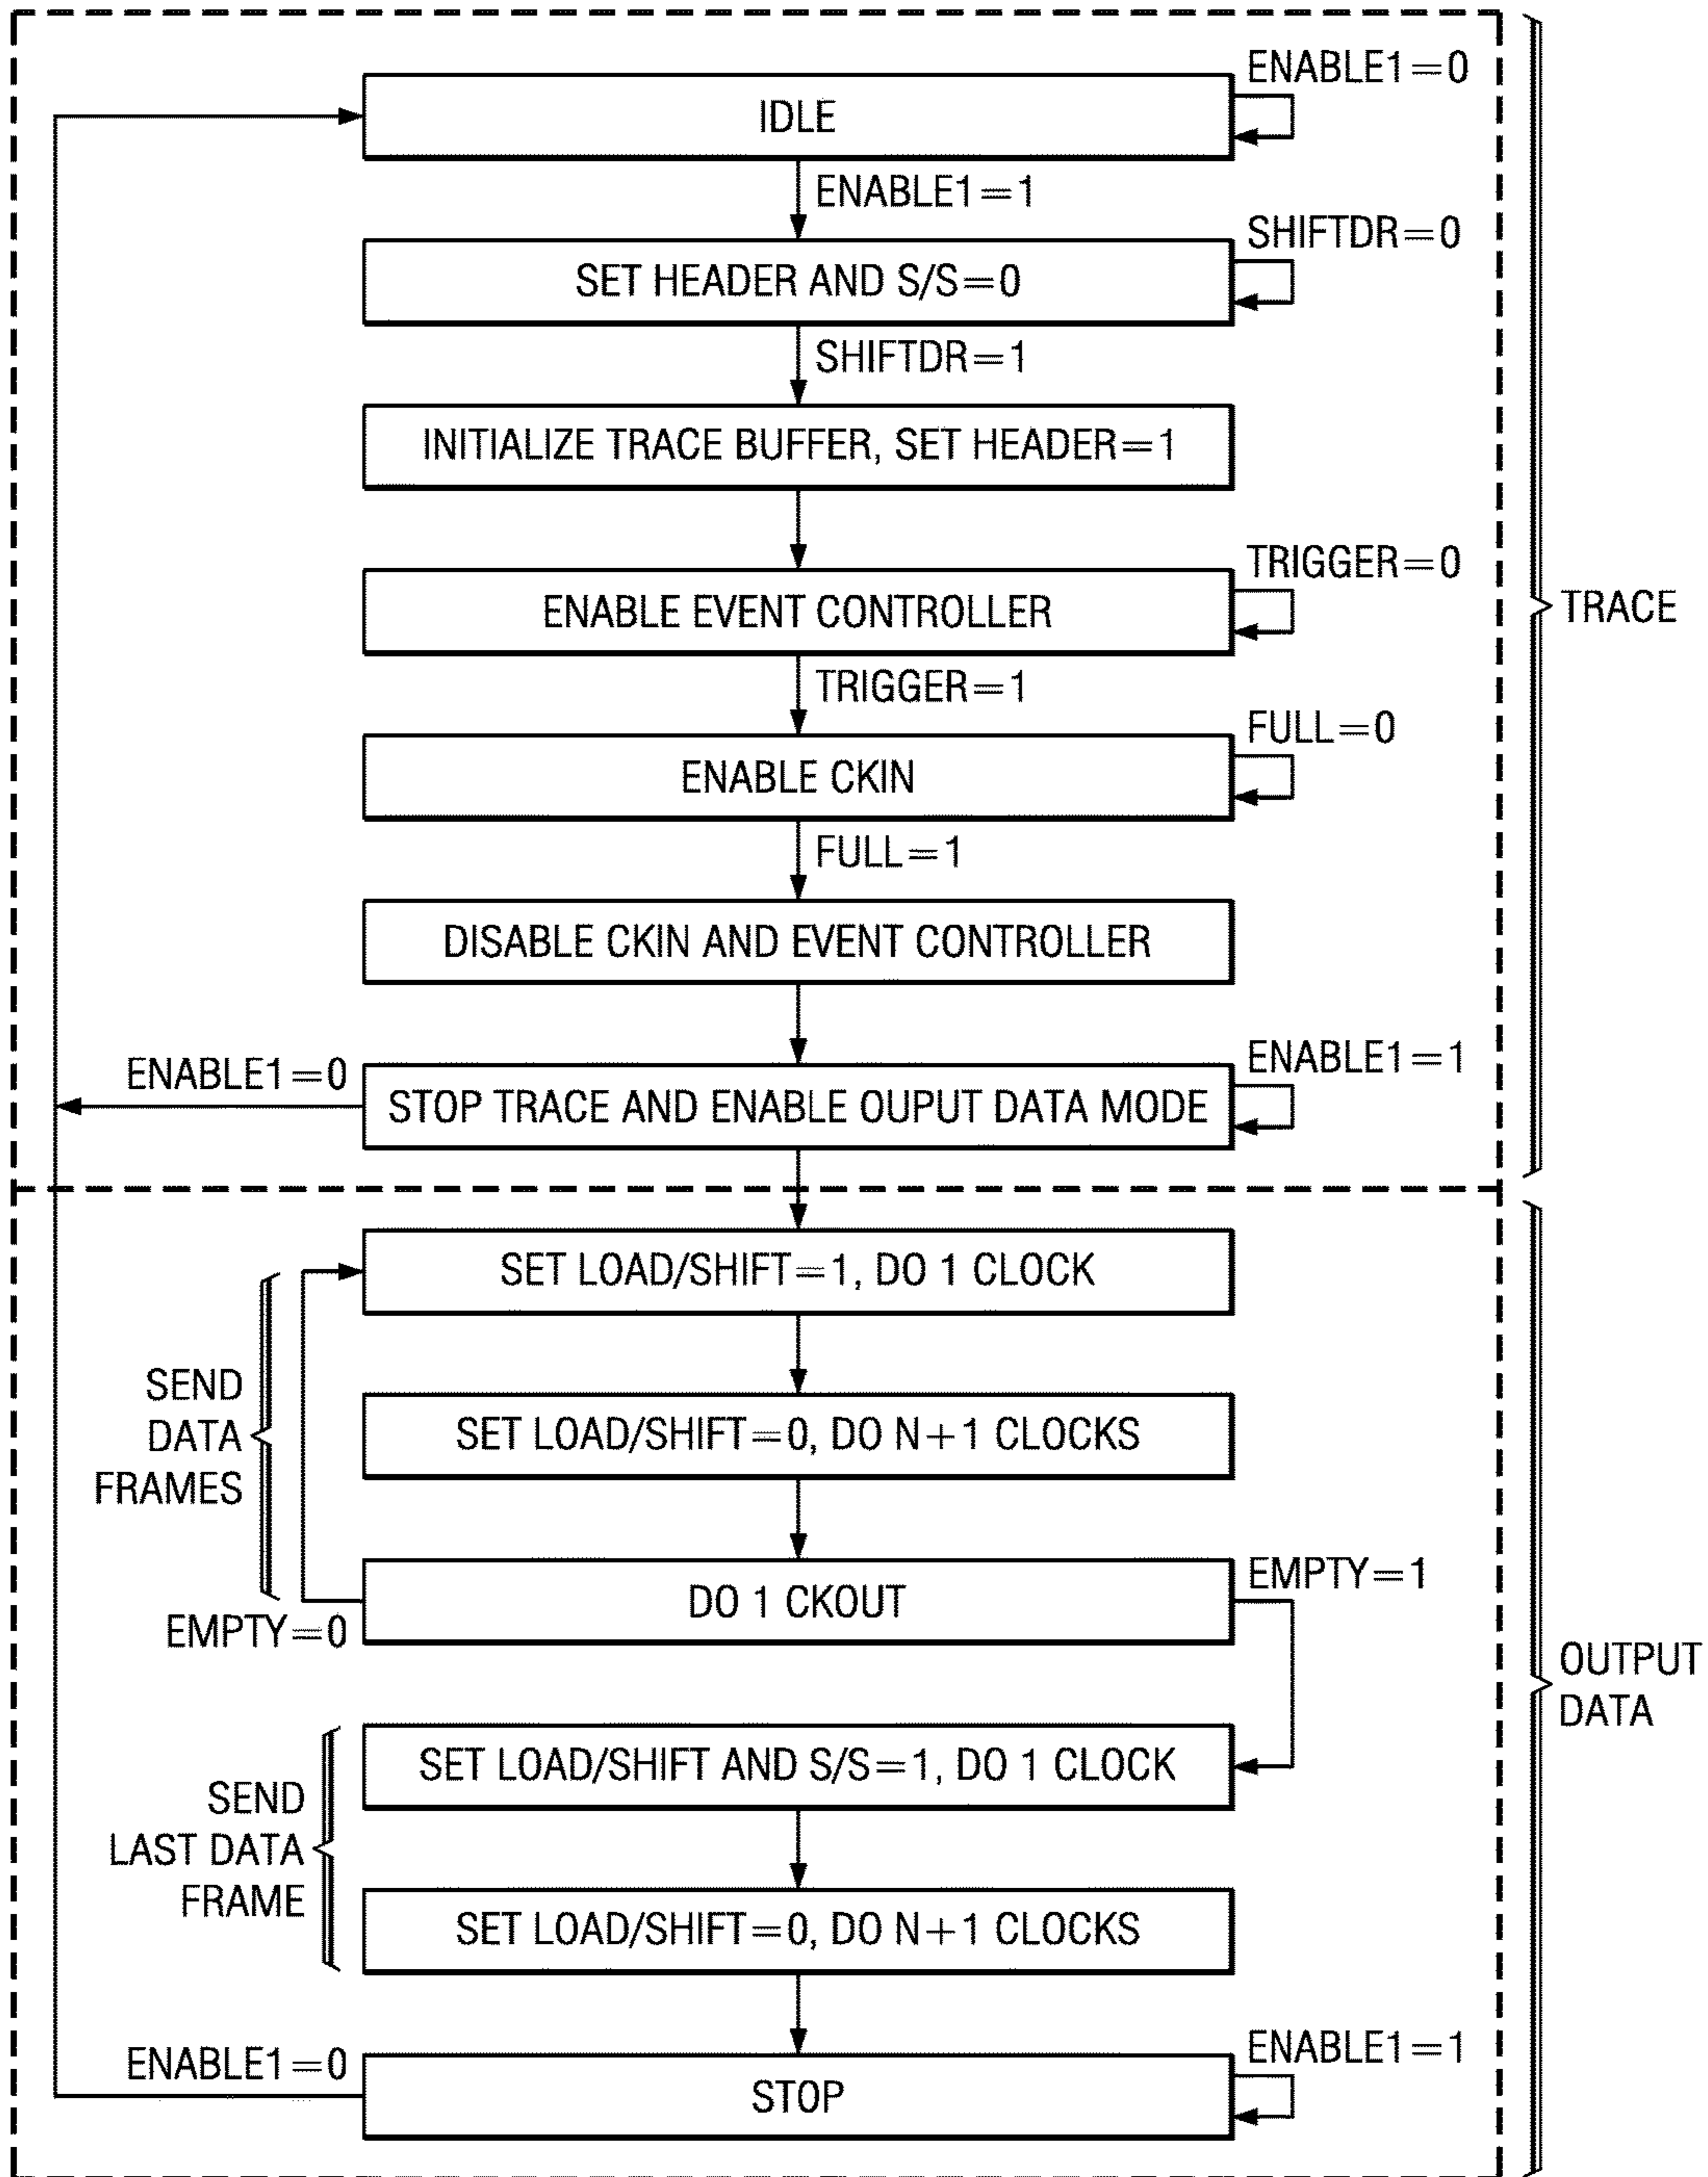 ENABLE1=0
IDLE
ENABLE1=1
SHIFTDR=0
SET HEADER AND S/S=0
SHIFTDR=1
INITIALIZE TRACE BUFFER, SET HEADER=1
TRIGGER=0
ENABLE EVENT CONTROLLER
TRACE
TRIGGER=1
FULL=0
ENABLE CKIN
FULL=1
DISABLE CKIN AND EVENT CONTROLLER
ENABLE1=0
ENABLE1=1
STOP TRACE AND ENABLE OUPUT DATA MODE
SET LOAD/SHIFT=1, DO 1 CLOCK
SEND
DATA
FRAMES
SET LOAD/SHIFT=0, DO N+1 CLOCKS
EMPTY=1
DO 1 CKOUT
EMPTY=0
OUTPUT
DATA
SET LOAD/SHIFT AND S/S=1, DO 1 CLOCK
SEND
LAST DATA
FRAME
SET LOAD/SHIFT=0, DO N+1 CLOCKS
ENABLE1=0
ENABLE1=1
STOP